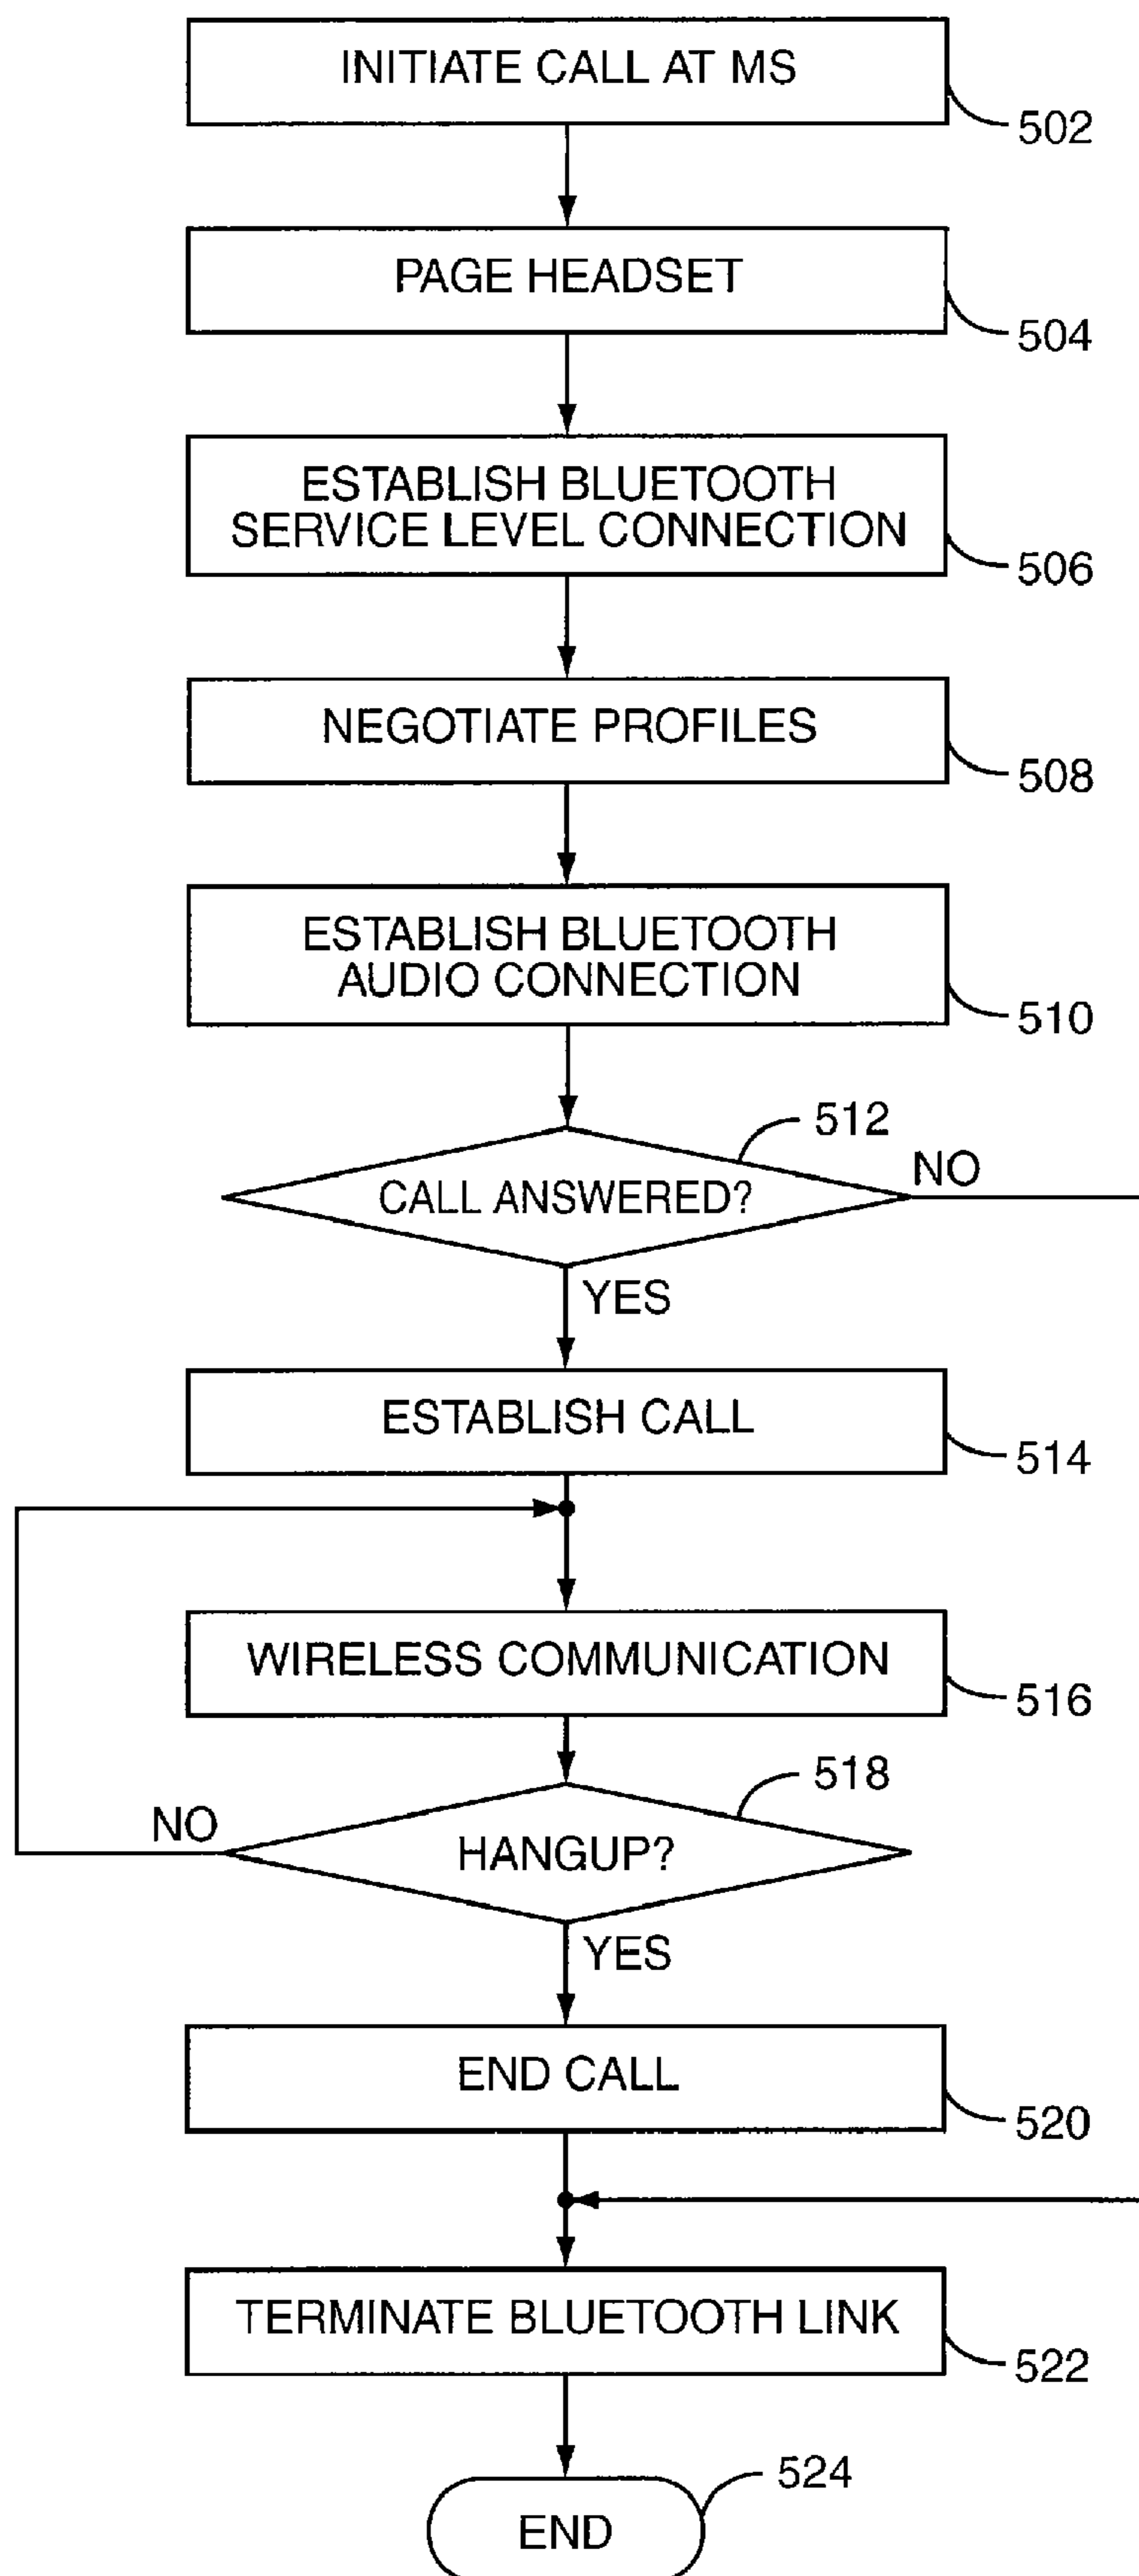 INITIATE CALL AT MS
502
PAGE HEADSET
504
ESTABLISH BLUETOOTH
SERVICE LEVEL CONNECTION
506
NEGOTIATE PROFILES
508
ESTABLISH BLUETOOTH
AUDIO CONNECTION
510
512
NO
CALL ANSWERED?
YES
ESTABLISH CALL
514
WIRELESS COMMUNICATION
516
518
NO
HANGUP?
YES
END CALL
520
TERMINATE BLUETOOTH LINK
522
524
END